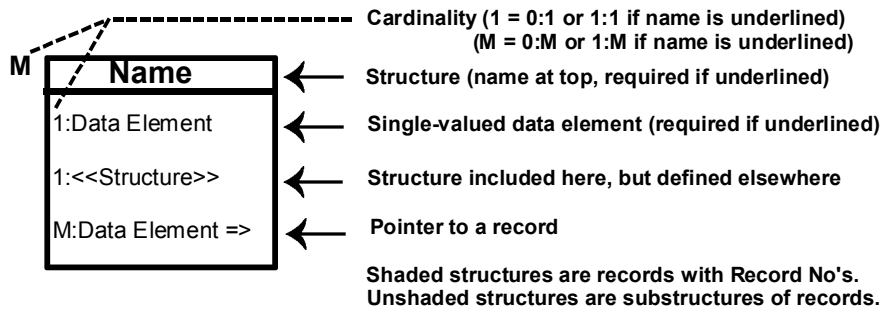 Cardinality (1 = 0:1 or 1:1 if name is underlined)
(M = 0:M or 1:M if name is underlined)
M
Name
Structure (name at top, required if underlined)
1:Data Element
Single-valued data element (required if underlined)
1:<<Structure>>
Structure included here, but defined elsewhere
M:Data Element =>
Pointer to a record
Shaded structures are records with Record No's.
Unshaded structures are substructures of records.